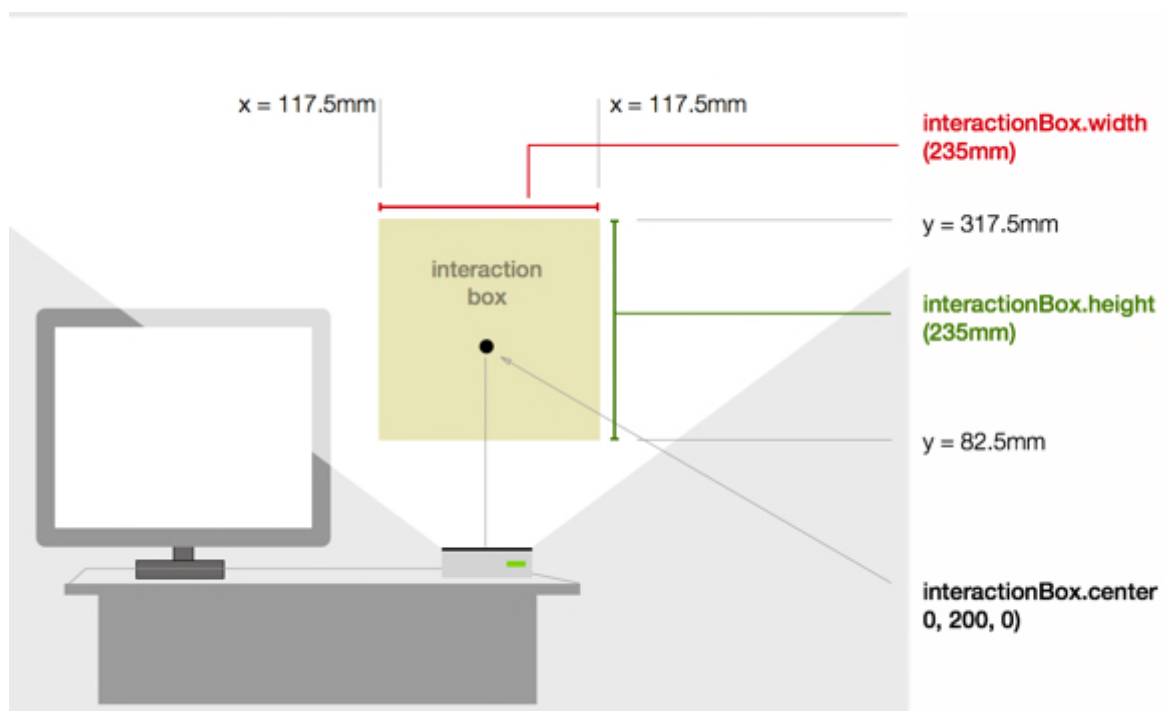 x = 117.5mm
x = 117.5mm
interactionBox.width
(235mm)
y = 317.5mm
interaction
box
interactionBox.height
(235mm)
y = 82.5mm
interactionBox.center
0, 200, 0)